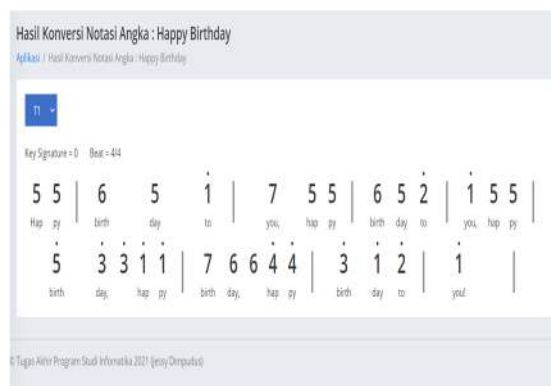 Hasil Konversi Notasi Angka : Happy Birthday
Aplikasi / Hasil Konversi Notasi Angka : Happy Birthday
T1
Key Signature = 0 Beat = 4/4
5 5 | 6 5 1̇ | 7 5 5 | 6 5 2̇ | 1̇ 5 5 |
Hap py birth day to you, hap py birth day to you, hap py
5̇ 3̇ 3̇ 1̇ 1̇ | 7 6 6 4̇ 4̇ | 3̇ 1̇ 2̇ | 1̇ |
birth day, hap py birth day, hap py birth day to you!
© Tugas Akhir Program Studi Informatika 2021 (Jessy Dimpudus)